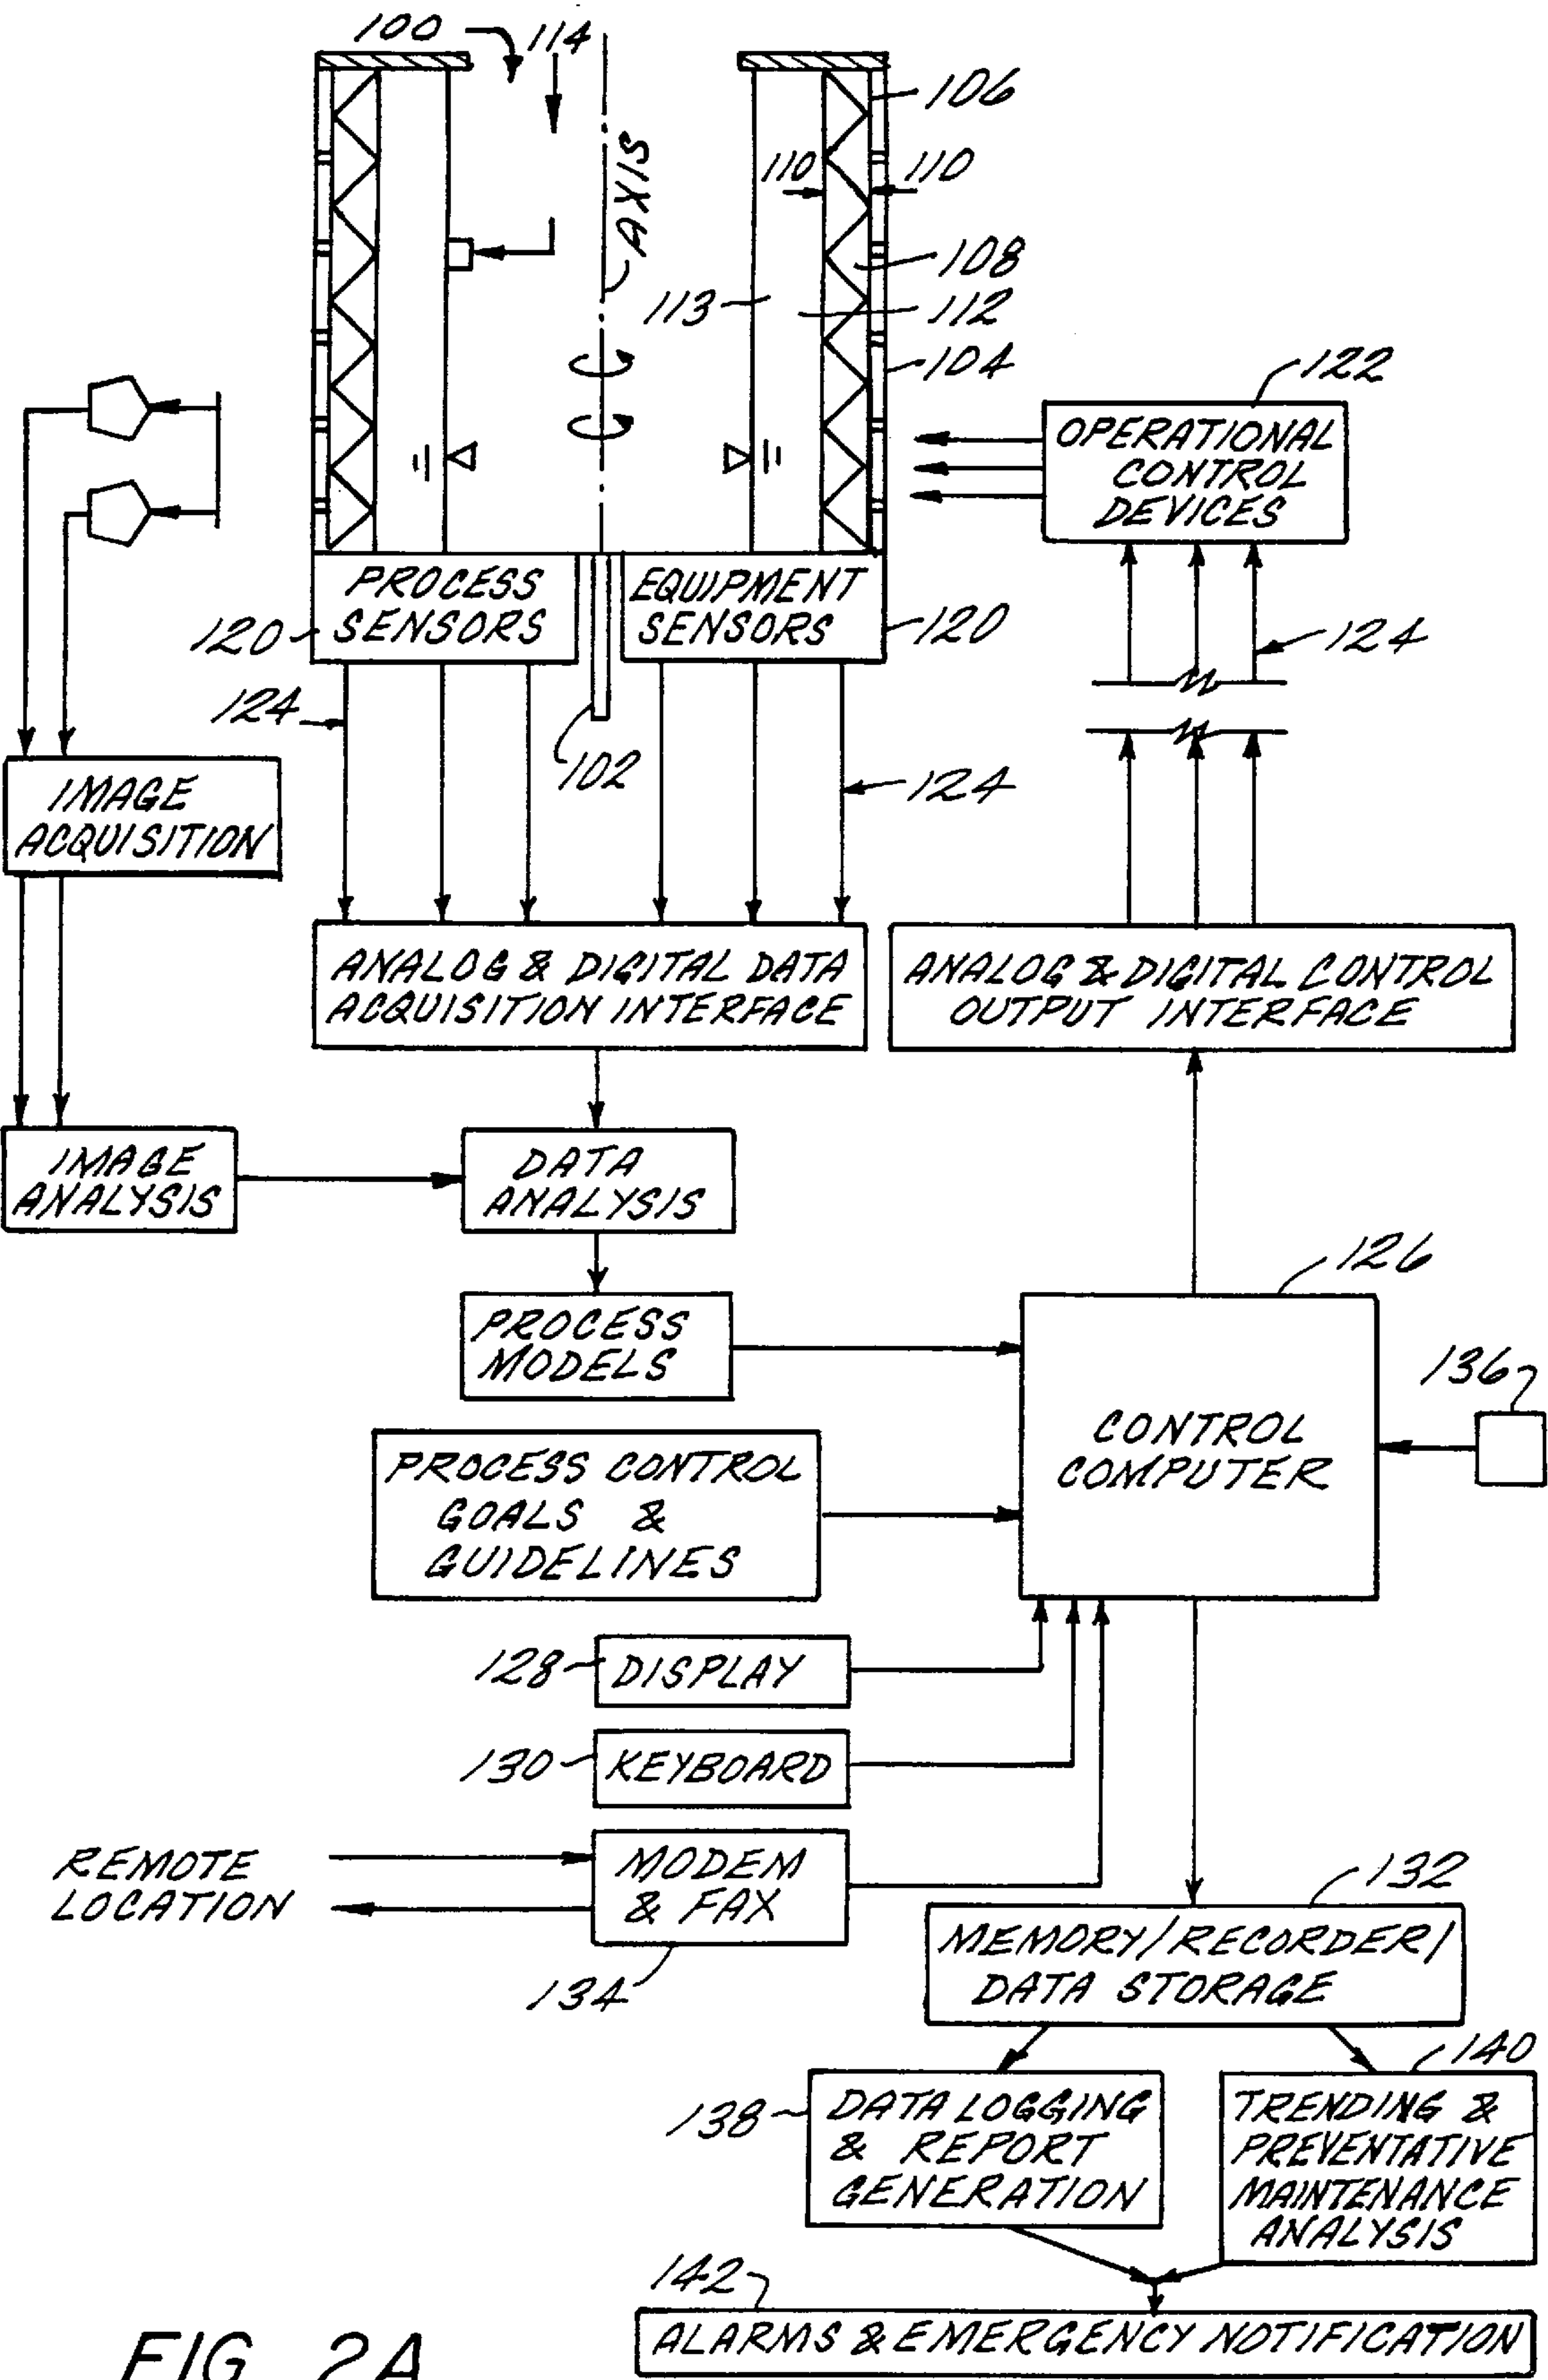 100
114
106
AXIS
110
110
108
113
112
104
122
OPERATIONAL
CONTROL
DEVICES
PROCESS
SENSORS
EQUIPMENT
SENSORS
120
120
124
124
102
124
IMAGE
ACQUISITION
ANALOG & DIGITAL DATA
ACQUISITION INTERFACE
ANALOG & DIGITAL CONTROL
OUTPUT INTERFACE
IMAGE
ANALYSIS
DATA
ANALYSIS
126
PROCESS
MODELS
136
CONTROL
COMPUTER
PROCESS CONTROL
GOALS &
GUIDELINES
128
DISPLAY
130
KEYBOARD
REMOTE
LOCATION
MODEM
& FAX
134
132
MEMORY/RECORDER/
DATA STORAGE
140
138
DATA LOGGING
& REPORT
GENERATION
TRENDING &
PREVENTATIVE
MAINTENANCE
ANALYSIS
142
ALARMS & EMERGENCY NOTIFICATION
FIG. 2A